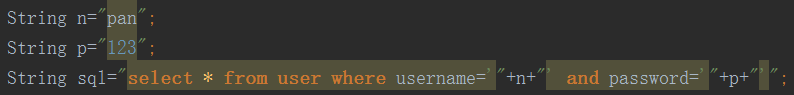 String n="pan";
String p="123";
String sql="select * from user where username='"+n+"' and password='"+p+"'";